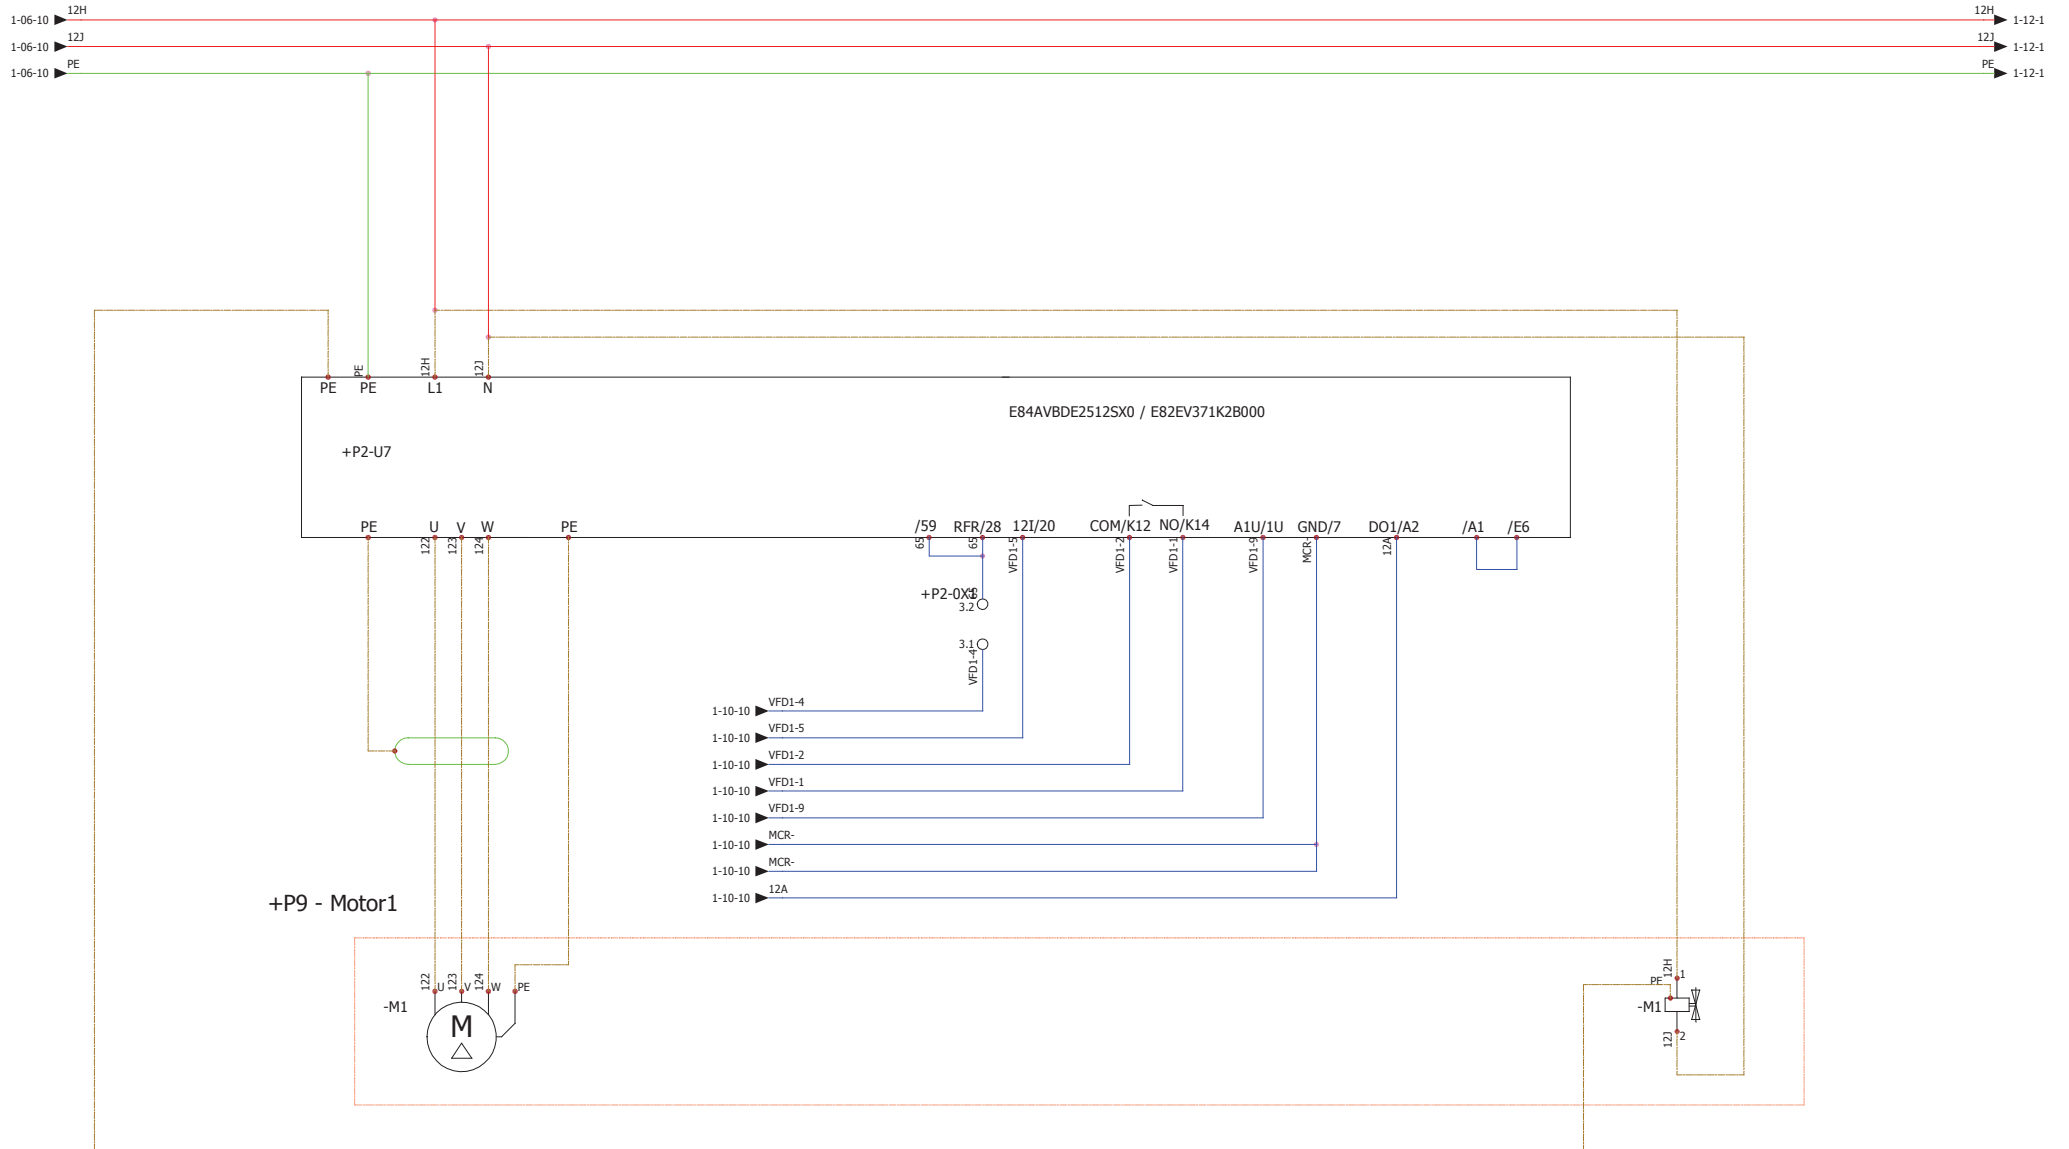 12H 12H
1-06-10 1-12-1
12J 12J
1-06-10 1-12-1
PE PE
1-06-10 1-12-1
PE 12H 12J
PE PE L1 N
E84AVBDE2512SX0 / E82EV371K2B000
+P2-U7
PE U V W PE /59 RFR/28 12I/20 COM/K12 NO/K14 A1U/1U GND/7 DO1/A2 /A1 /E6
122 123 124 65 65 VFD1-5 VFD1-2 VFD1-1 VFD1-9 MCR- 12A
+P2-0X1
3.2
3.1
VFD1-4
VFD1-4
1-10-10
VFD1-5
1-10-10
VFD1-2
1-10-10
VFD1-1
1-10-10
VFD1-9
1-10-10
MCR-
1-10-10
MCR-
1-10-10
12A
1-10-10
+P9 - Motor1
122 U 123 V 124 W PE
-M1
M
12H 1
PE
-M1
12J 2